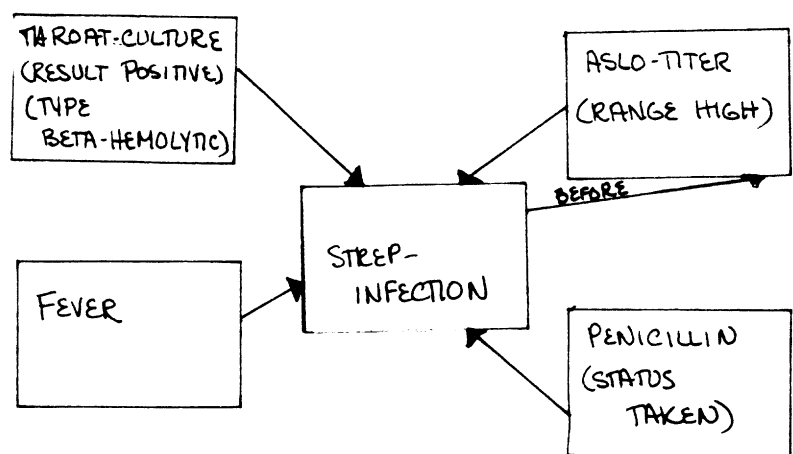 THROAT-CULTURE
(RESULT POSITIVE)
(TYPE
BETA-HEMOLYTIC)
ASLO-TITER
(RANGE HIGH)
BEFORE
STREP-
INFECTION
FEVER
PENICILLIN
(STATUS
TAKEN)